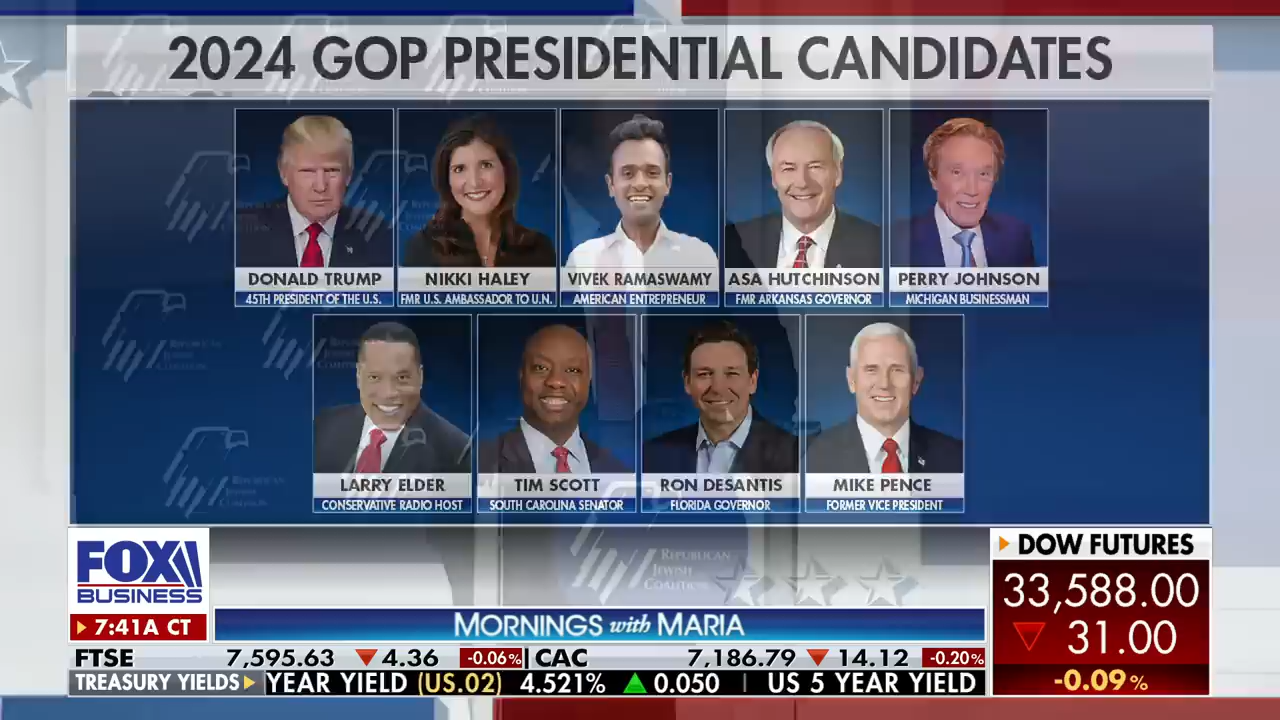 2024 GOP PRESIDENTIAL CANDIDATES
DONALD TRUMP
45TH PRESIDENT OF THE U.S.
NIKKI HALEY
FMR U.S. AMBASSADOR TO U.N.
VIVEK RAMASWAMY
AMERICAN ENTREPRENEUR
ASA HUTCHINSON
FMR ARKANSAS GOVERNOR
PERRY JOHNSON
MICHIGAN BUSINESSMAN
LARRY ELDER
CONSERVATIVE RADIO HOST
TIM SCOTT
SOUTH CAROLINA SENATOR
RON DESANTIS
FLORIDA GOVERNOR
MIKE PENCE
FORMER VICE PRESIDENT
REPUBLICAN
JEWISH
COALITION
FOX
BUSINESS
7:41A CT
MORNINGS with MARIA
DOW FUTURES
33,588.00
31.00
-0.09%
FTSE 7,595.63 4.36 -0.06% CAC 7,186.79 14.12 -0.20%
TREASURY YIELDS YEAR YIELD (US.02) 4.521% 0.050 US 5 YEAR YIELD